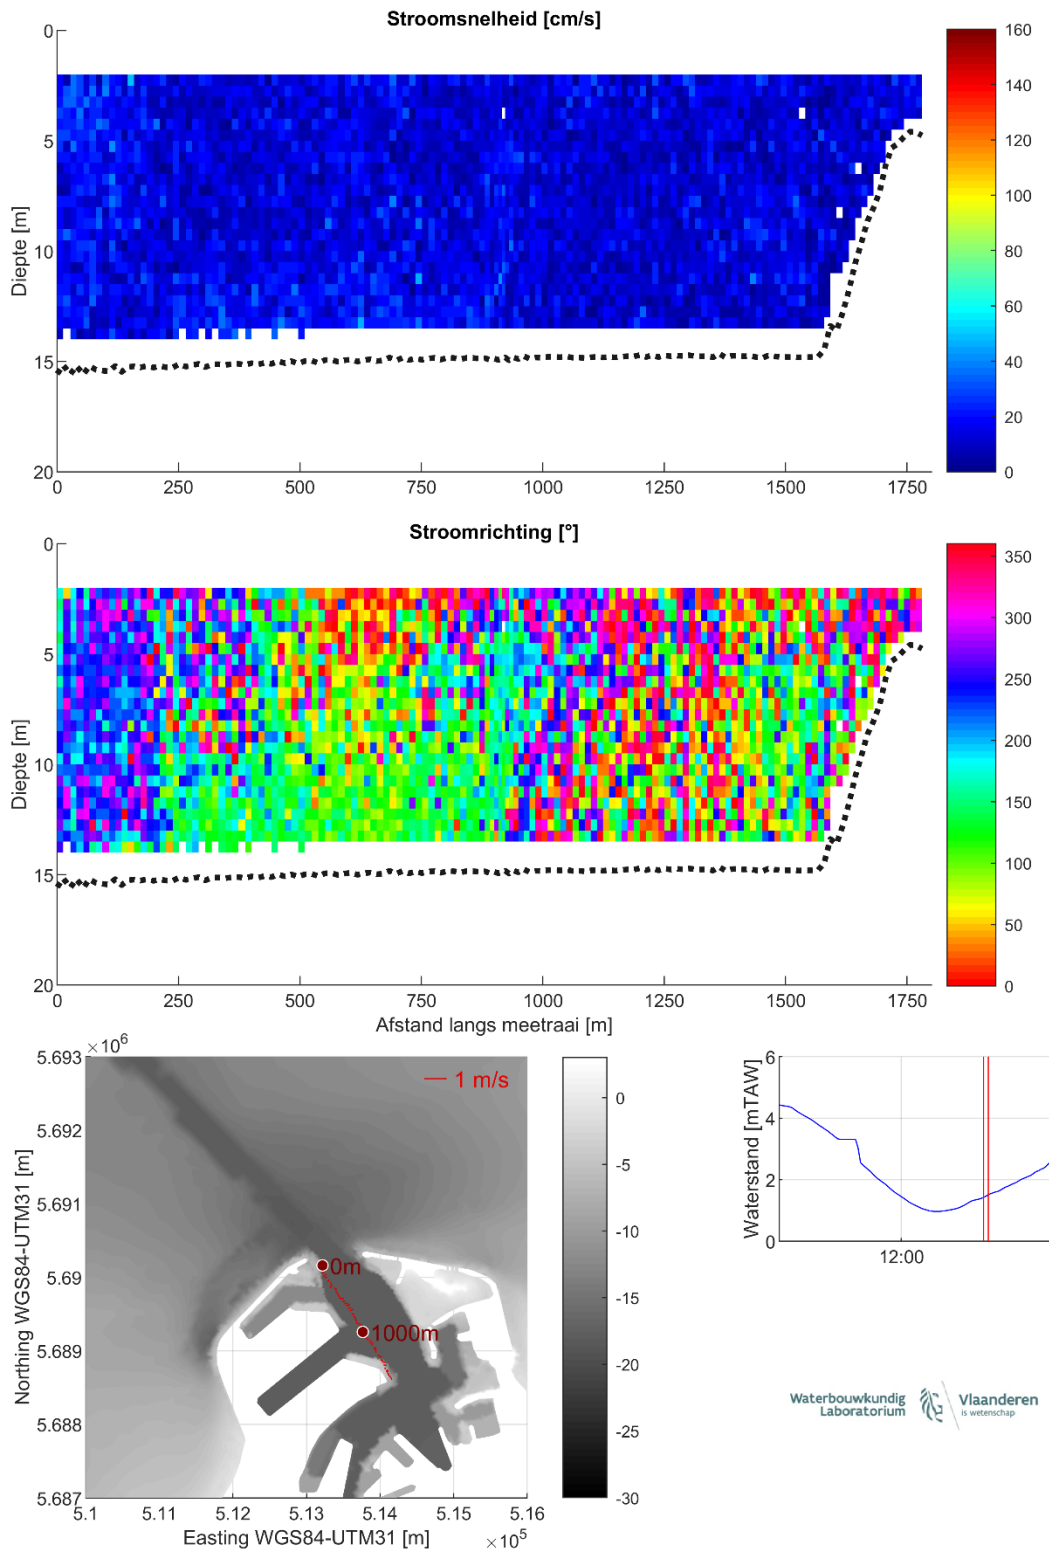 Stroomsnelheid [cm/s]
0
5
10
15
20
Diepte [m]
0 250 500 750 1000 1250 1500 1750
160
140
120
100
80
60
40
20
0
Stroomrichting [°]
0
5
10
15
20
Diepte [m]
0 250 500 750 1000 1250 1500 1750
Afstand langs meetraai [m]
350
300
250
200
150
100
50
0
×10⁶
5.693
5.692
5.691
5.69
5.689
5.688
5.687
Northing WGS84-UTM31 [m]
1 m/s
0m
1000m
5.1 5.11 5.12 5.13 5.14 5.15 5.16
Easting WGS84-UTM31 [m]
×10⁵
0
-5
-10
-15
-20
-25
-30
6
4
2
0
Waterstand [mTAW]
12:00
Waterbouwkundig
Laboratorium
Vlaanderen
is wetenschap